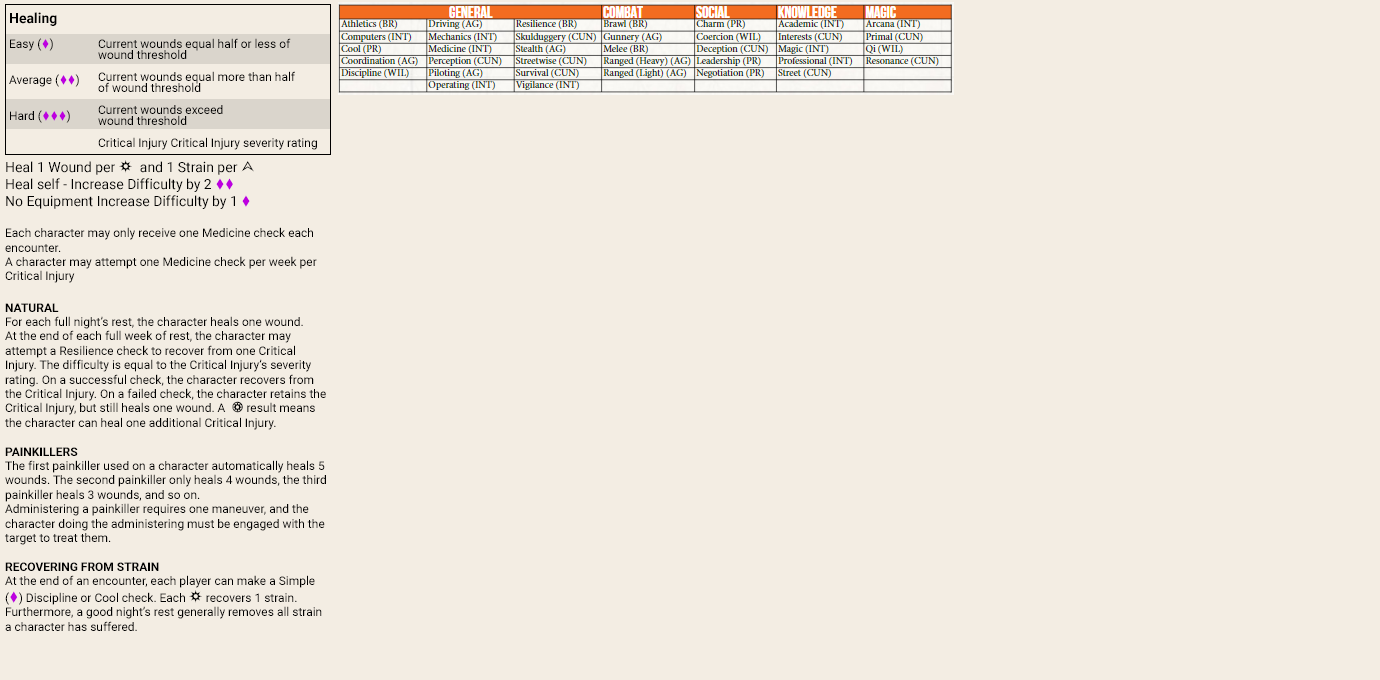 Healing
Easy (♦) Current wounds equal half or less of
wound threshold
Average (♦♦) Current wounds equal more than half
of wound threshold
Hard (♦♦♦) Current wounds exceed
wound threshold
Critical Injury Critical Injury severity rating
Heal 1 Wound per and 1 Strain per
Heal self - Increase Difficulty by 2 ♦♦
No Equipment Increase Difficulty by 1 ♦
Each character may only receive one Medicine check each
encounter.
A character may attempt one Medicine check per week per
Critical Injury
NATURAL
For each full night's rest, the character heals one wound.
At the end of each full week of rest, the character may
attempt a Resilience check to recover from one Critical
Injury. The difficulty is equal to the Critical Injury's severity
rating. On a successful check, the character recovers from
the Critical Injury. On a failed check, the character retains the
Critical Injury, but still heals one wound. A result means
the character can heal one additional Critical Injury.
PAINKILLERS
The first painkiller used on a character automatically heals 5
wounds. The second painkiller only heals 4 wounds, the third
painkiller heals 3 wounds, and so on.
Administering a painkiller requires one maneuver, and the
character doing the administering must be engaged with the
target to treat them.
RECOVERING FROM STRAIN
At the end of an encounter, each player can make a Simple
(♦) Discipline or Cool check. Each recovers 1 strain.
Furthermore, a good night's rest generally removes all strain
a character has suffered.
GENERAL COMBAT SOCIAL KNOWLEDGE MAGIC
Athletics (BR) Driving (AG) Resilience (BR) Brawl (BR) Charm (PR) Academic (INT) Arcana (INT)
Computers (INT) Mechanics (INT) Skulduggery (CUN) Gunnery (AG) Coercion (WIL) Interests (CUN) Primal (CUN)
Cool (PR) Medicine (INT) Stealth (AG) Melee (BR) Deception (CUN) Magic (INT) Qi (WIL)
Coordination (AG) Perception (CUN) Streetwise (CUN) Ranged (Heavy) (AG) Leadership (PR) Professional (INT) Resonance (CUN)
Discipline (WIL) Piloting (AG) Survival (CUN) Ranged (Light) (AG) Negotiation (PR) Street (CUN)
Operating (INT) Vigilance (INT)